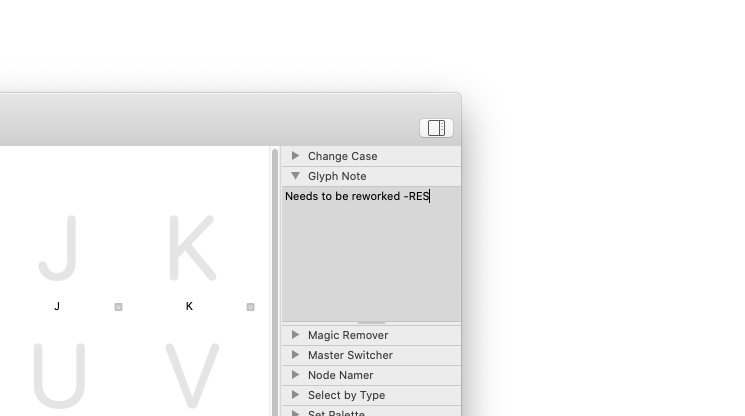 Change Case
Glyph Note
Needs to be reworked -RES
J K
J K
U V
Magic Remover
Master Switcher
Node Namer
Select by Type
Set Palette